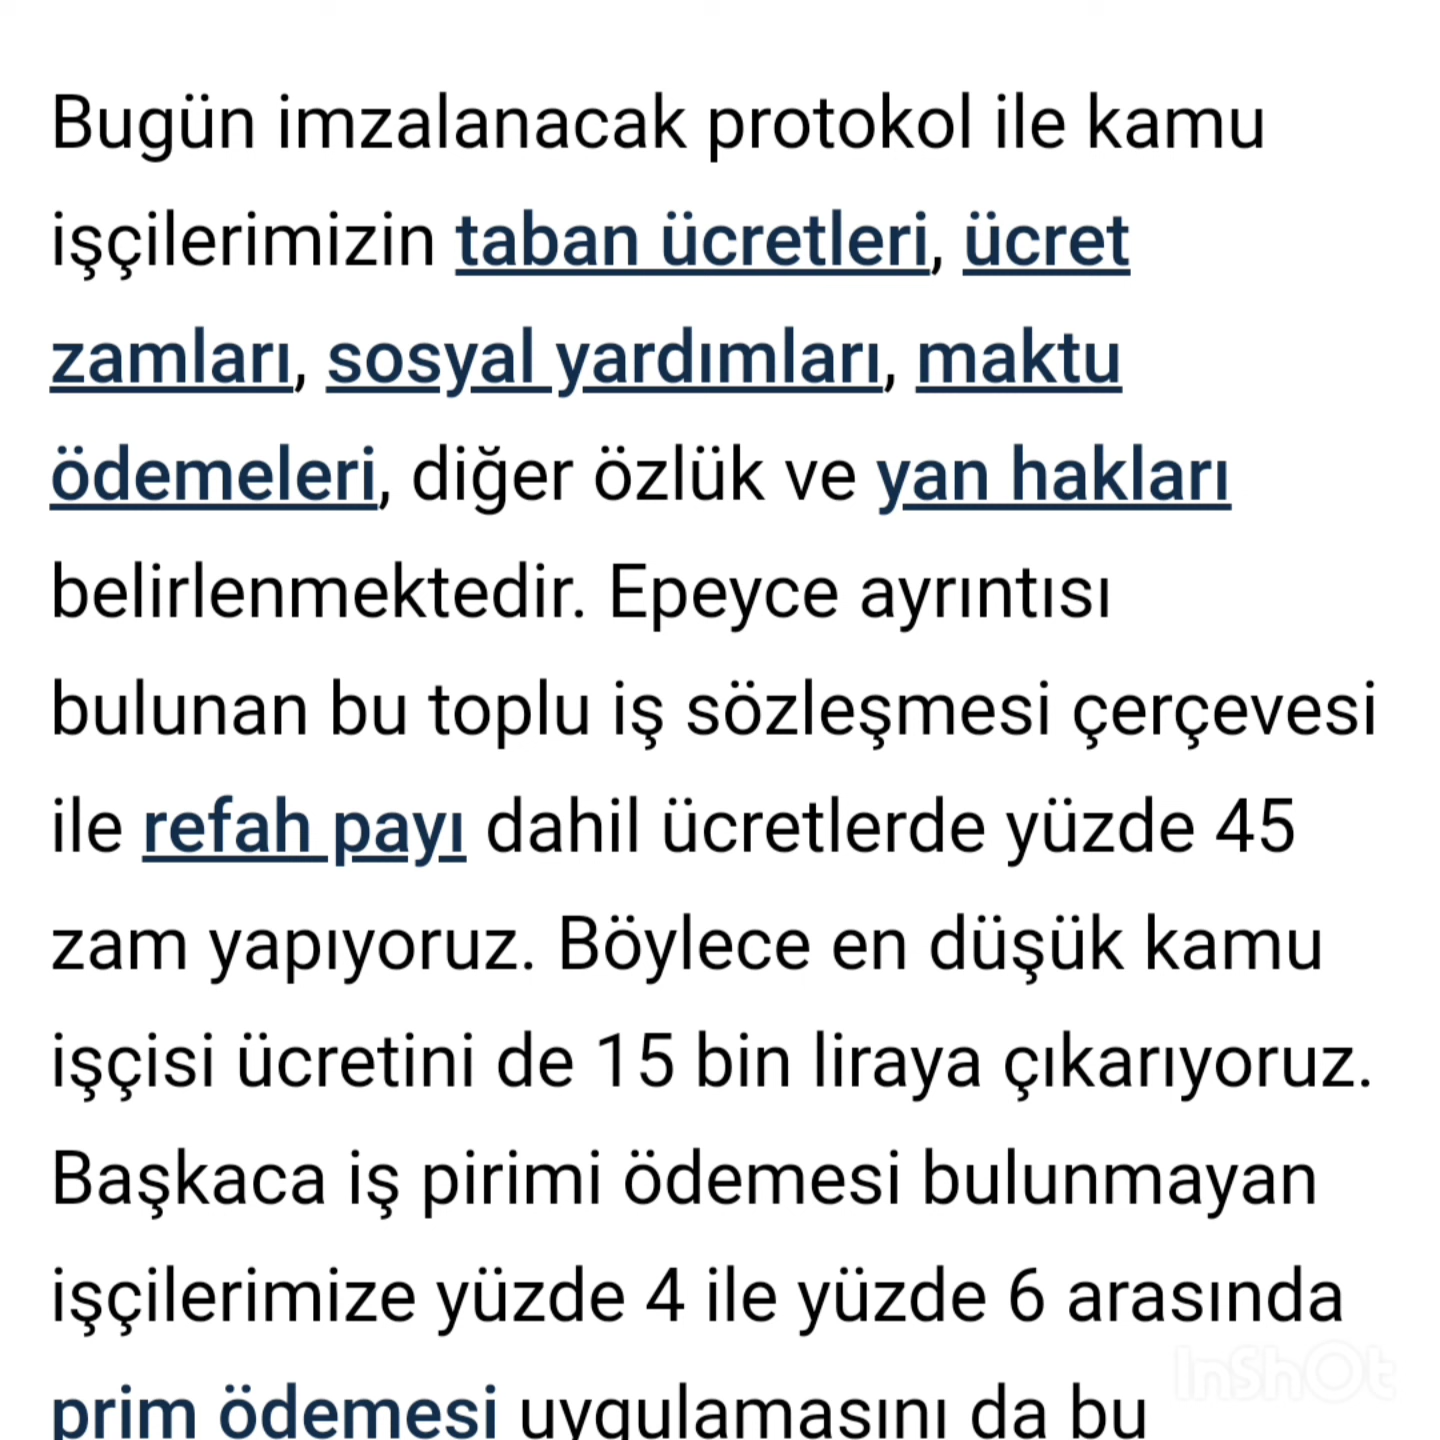 Bugün imzalanacak protokol ile kamu
işçilerimizin taban ücretleri, ücret
zamları, sosyal yardımları, maktu
ödemeleri, diğer özlük ve yan hakları
belirlenmektedir. Epeyce ayrıntısı
bulunan bu toplu iş sözleşmesi çerçevesi
ile refah payı dahil ücretlerde yüzde 45
zam yapıyoruz. Böylece en düşük kamu
işçisi ücretini de 15 bin liraya çıkarıyoruz.
Başkaca iş pirimi ödemesi bulunmayan
işçilerimize yüzde 4 ile yüzde 6 arasında
prim ödemesi uygulamasını da bu
InShOt